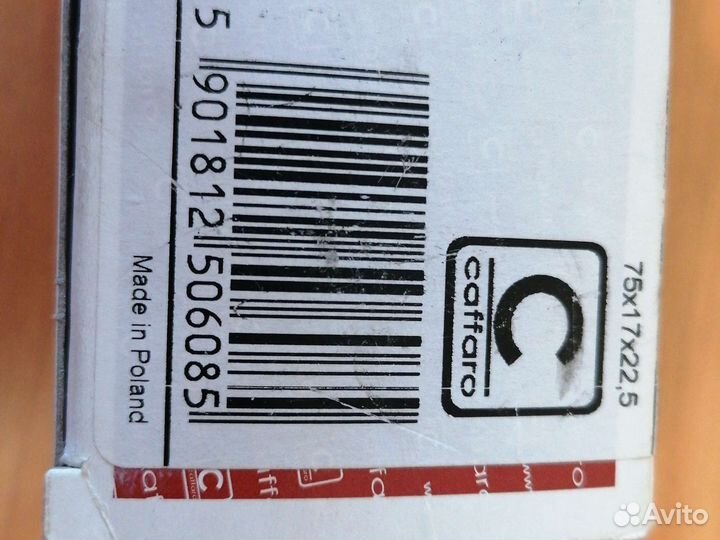 75x17x22,5
C
caffaro
5 901812 506085
Made in Poland
Avito